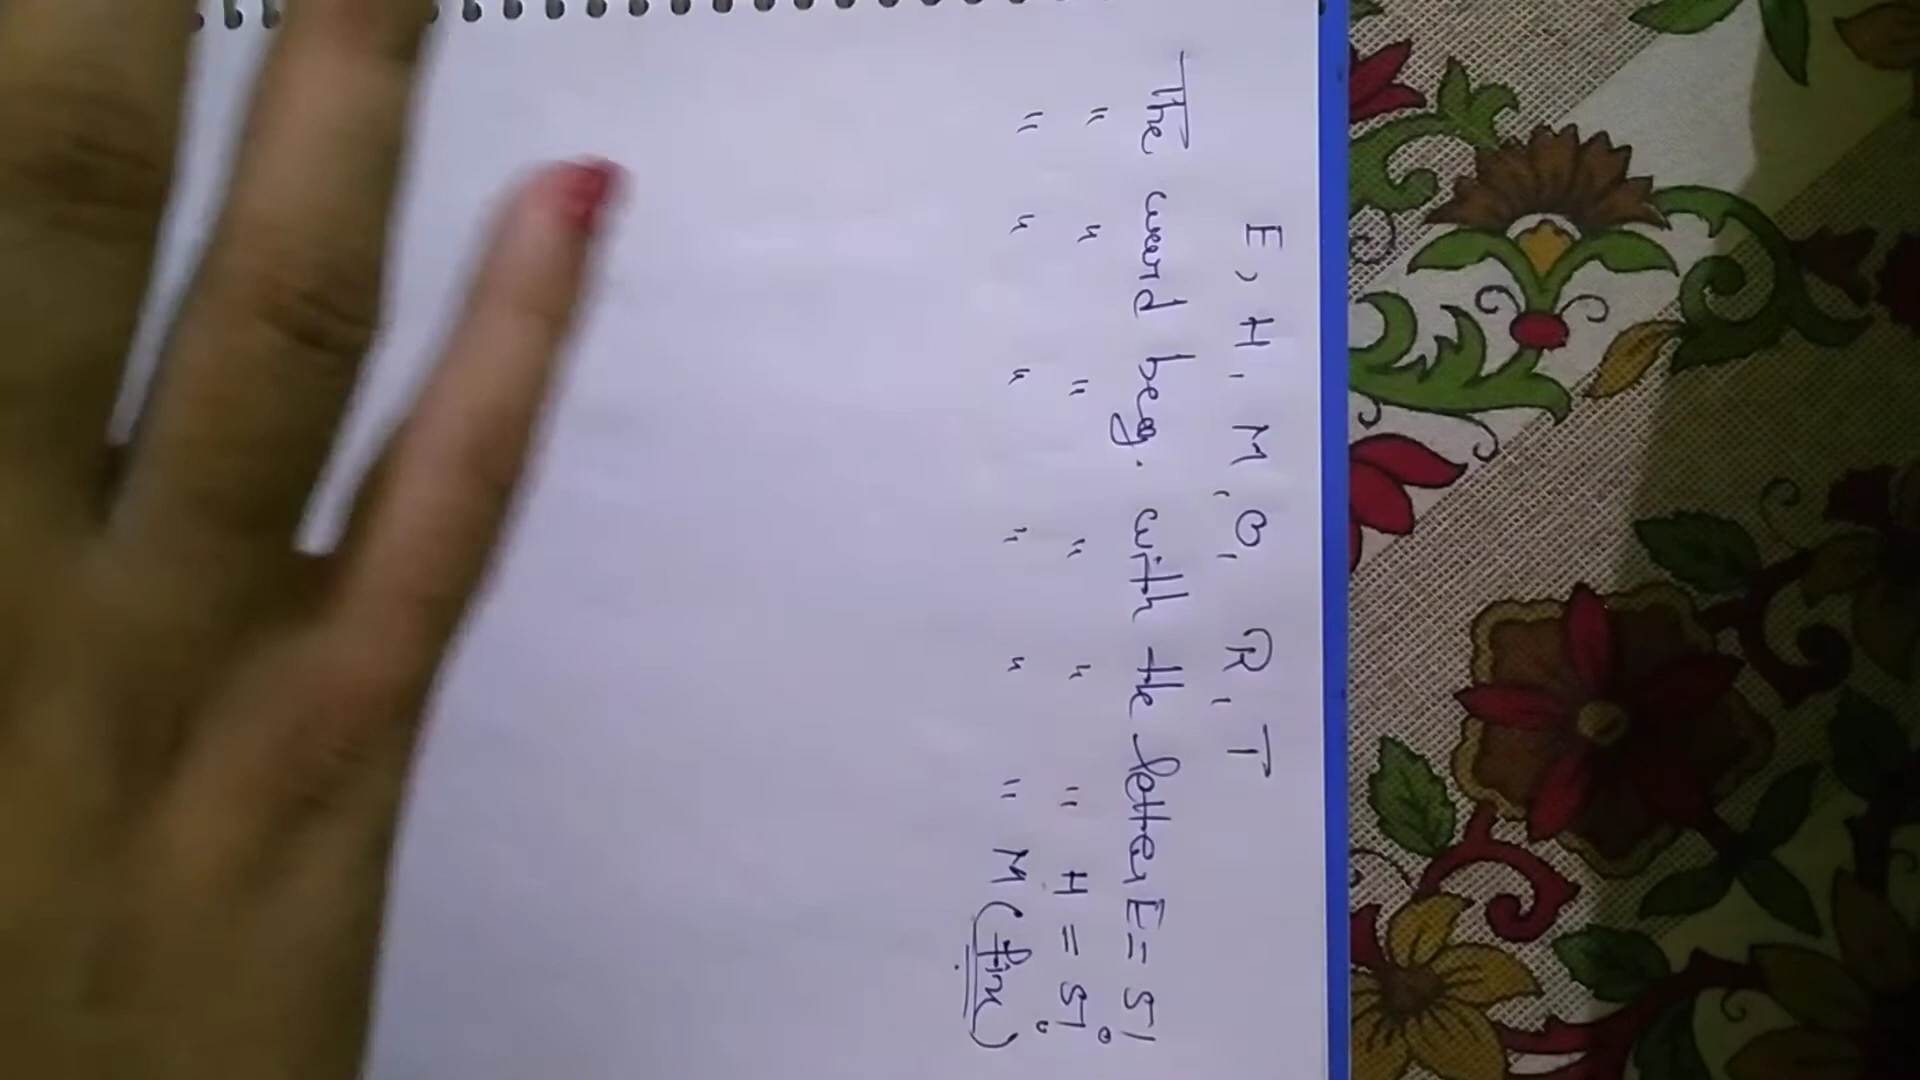 E, H, M, O, R, T
The word beg. with the letter E = 5!
" " " " " " H = 5!
" " " " " " M (fix)